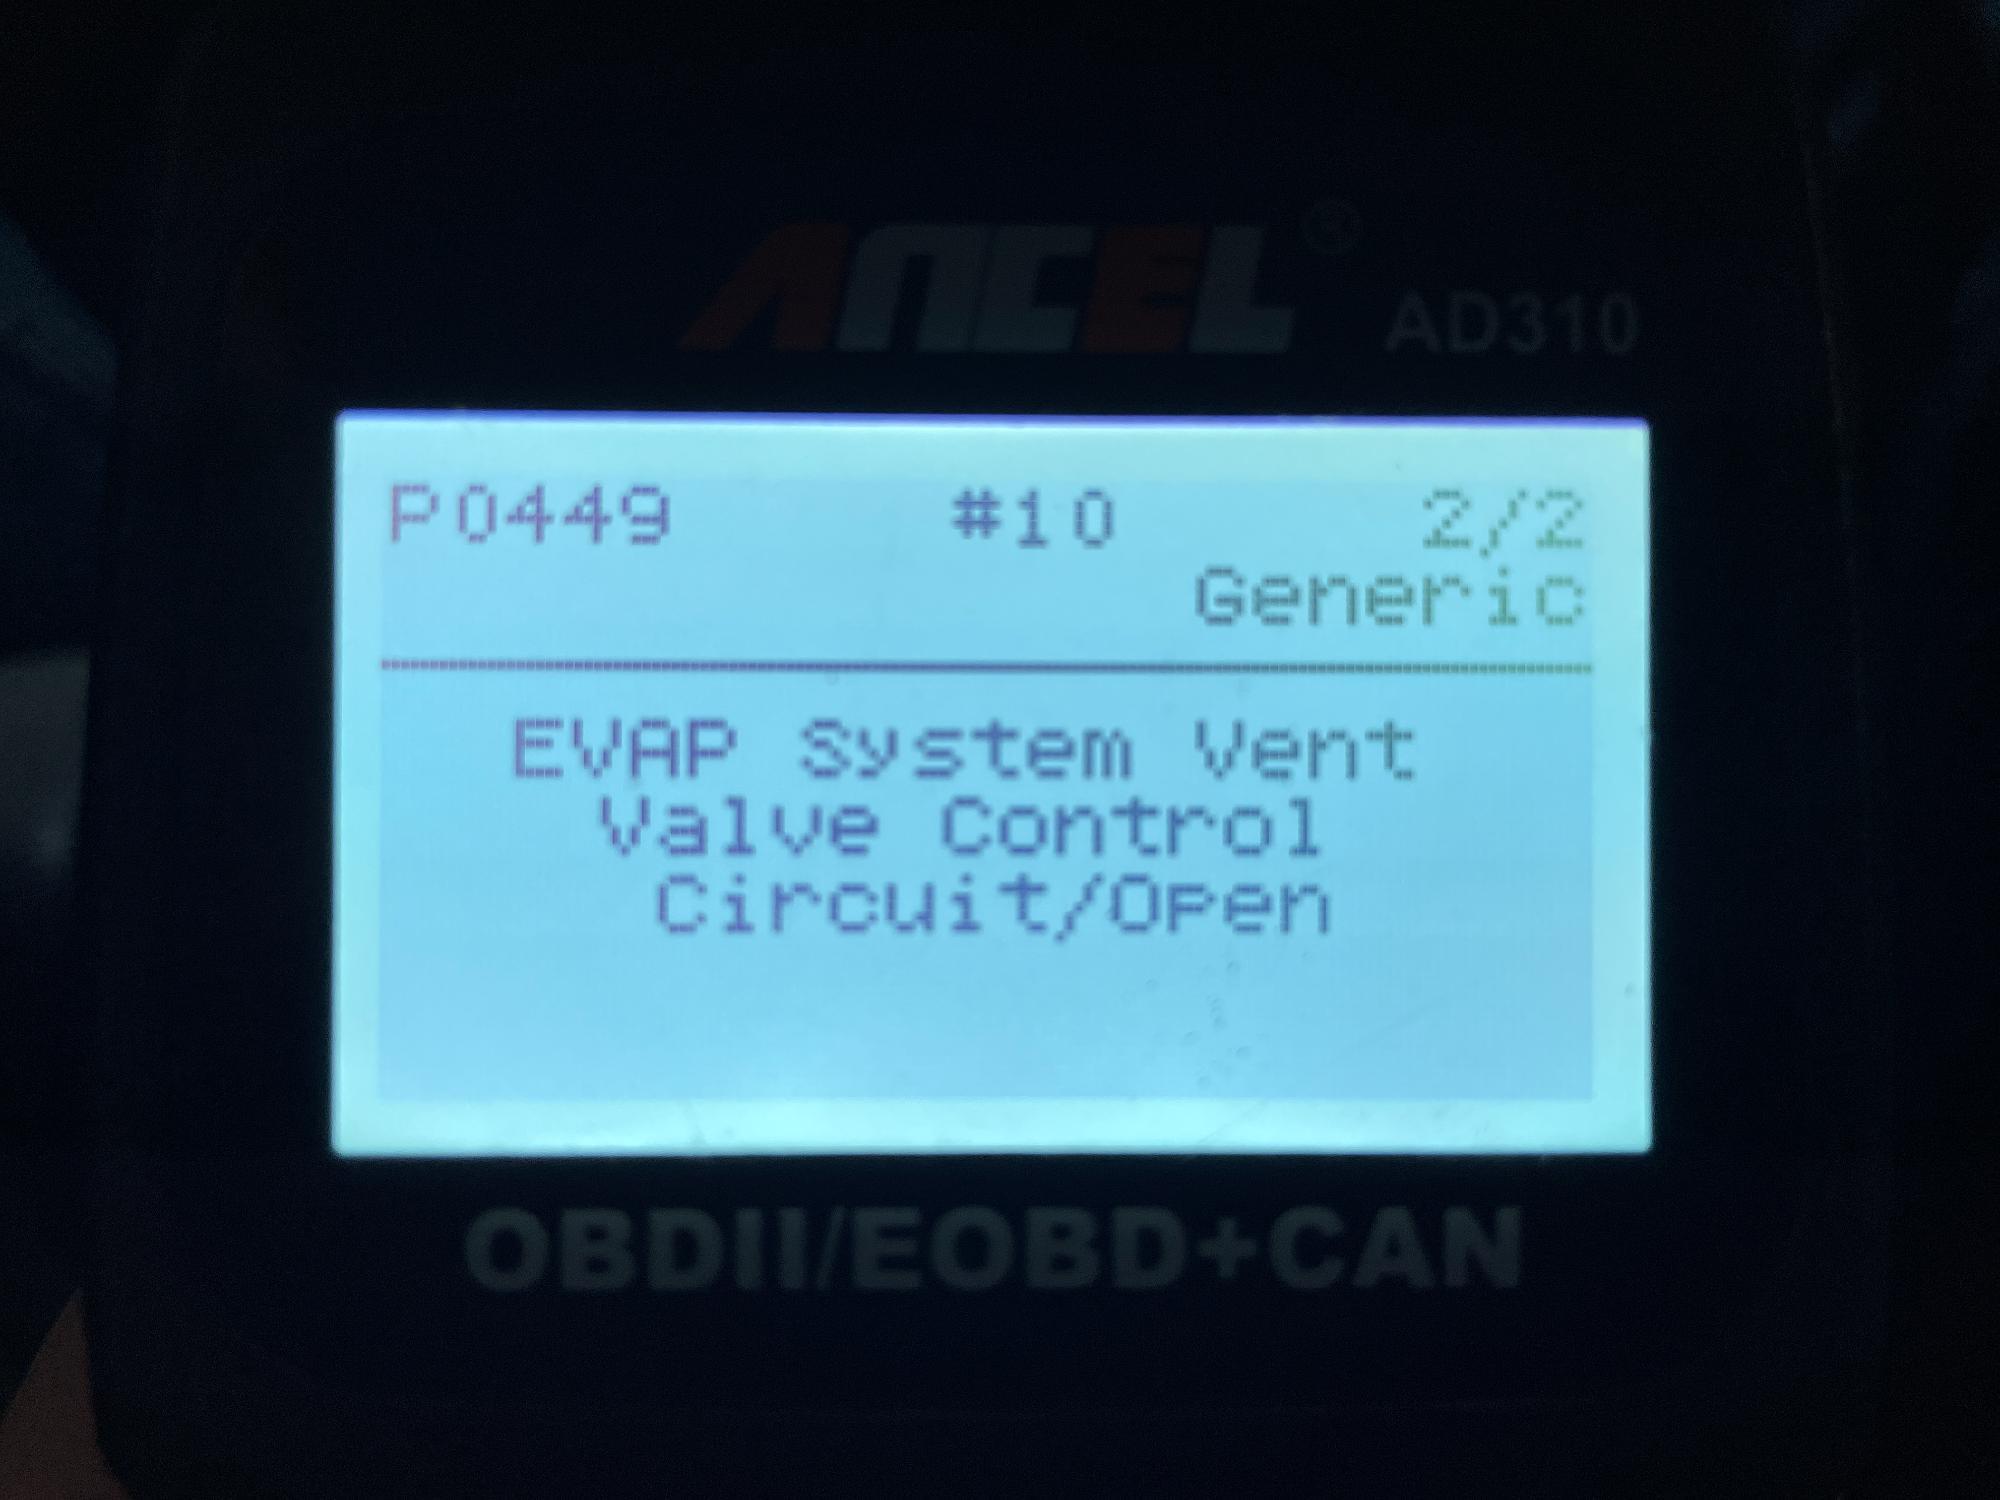 ANCEL®
AD310
P0449 #10 2/2
Generic
EVAP System Vent
Valve Control
Circuit/Open
OBDII/EOBD+CAN